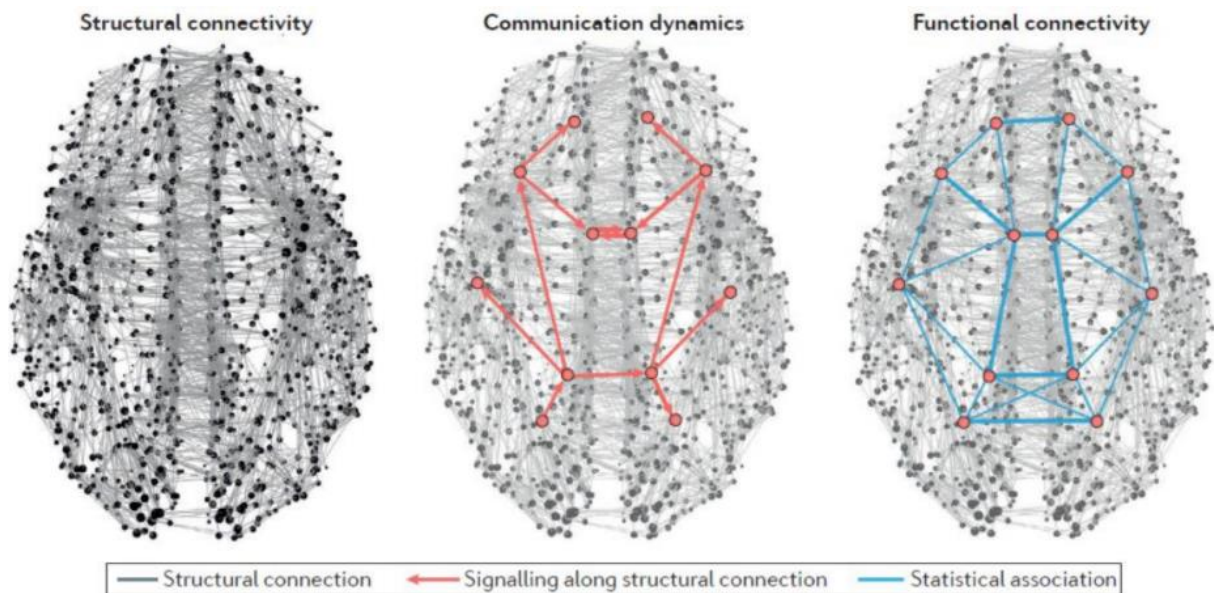 Structural connectivity
Communication dynamics
Functional connectivity
Structural connection
Signalling along structural connection
Statistical association